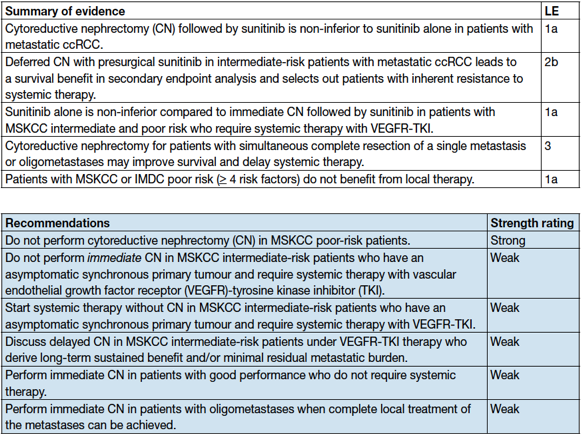 Summary of evidence LE
Cytoreductive nephrectomy (CN) followed by sunitinib is non-inferior to sunitinib alone in patients with 1a
metastatic ccRCC.
Deferred CN with presurgical sunitinib in intermediate-risk patients with metastatic ccRCC leads to 2b
a survival benefit in secondary endpoint analysis and selects out patients with inherent resistance to
systemic therapy.
Sunitinib alone is non-inferior compared to immediate CN followed by sunitinib in patients with 1a
MSKCC intermediate and poor risk who require systemic therapy with VEGFR-TKI.
Cytoreductive nephrectomy for patients with simultaneous complete resection of a single metastasis 3
or oligometastases may improve survival and delay systemic therapy.
Patients with MSKCC or IMDC poor risk (≥ 4 risk factors) do not benefit from local therapy. 1a
Recommendations Strength rating
Do not perform cytoreductive nephrectomy (CN) in MSKCC poor-risk patients. Strong
Do not perform immediate CN in MSKCC intermediate-risk patients who have an Weak
asymptomatic synchronous primary tumour and require systemic therapy with vascular
endothelial growth factor receptor (VEGFR)-tyrosine kinase inhibitor (TKI).
Start systemic therapy without CN in MSKCC intermediate-risk patients who have an Weak
asymptomatic synchronous primary tumour and require systemic therapy with VEGFR-TKI.
Discuss delayed CN in MSKCC intermediate-risk patients under VEGFR-TKI therapy who Weak
derive long-term sustained benefit and/or minimal residual metastatic burden.
Perform immediate CN in patients with good performance who do not require systemic Weak
therapy.
Perform immediate CN in patients with oligometastases when complete local treatment of Weak
the metastases can be achieved.